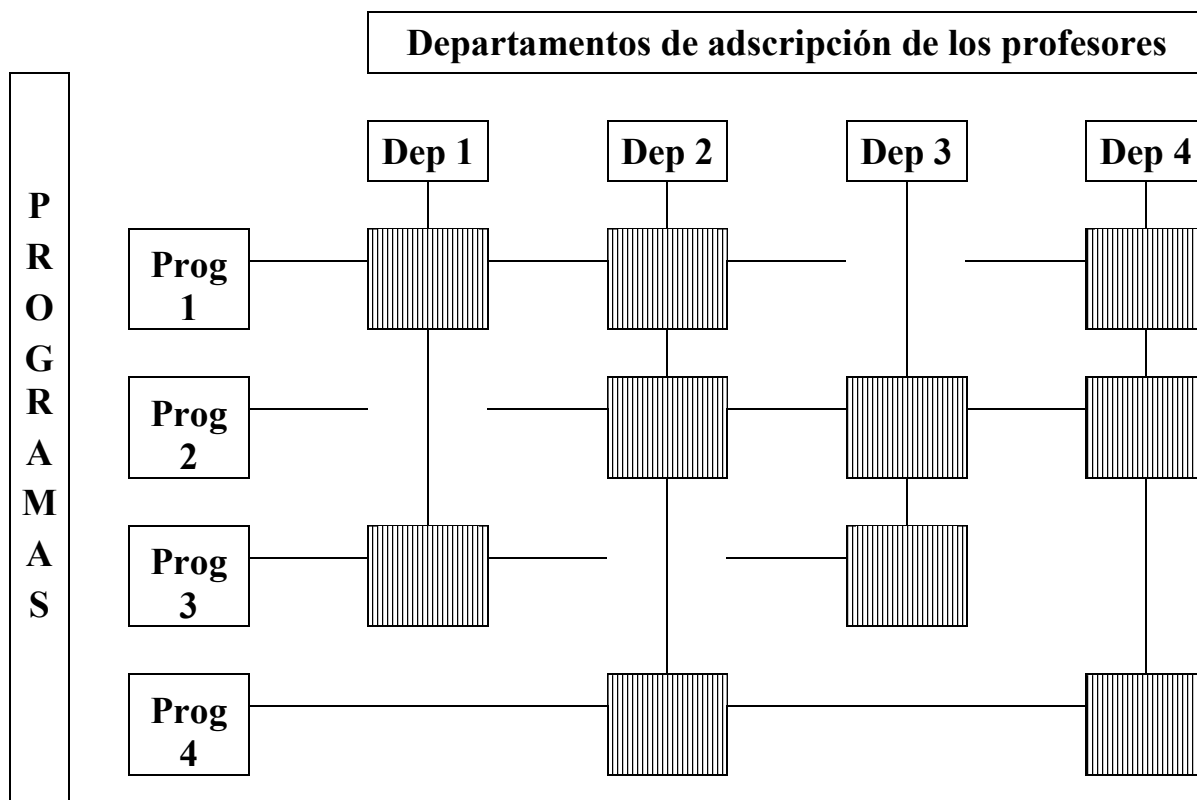 Departamentos de adscripción de los profesores
Dep 1
Dep 2
Dep 3
Dep 4
P
R
O
G
R
A
M
A
S
Prog
1
Prog
2
Prog
3
Prog
4